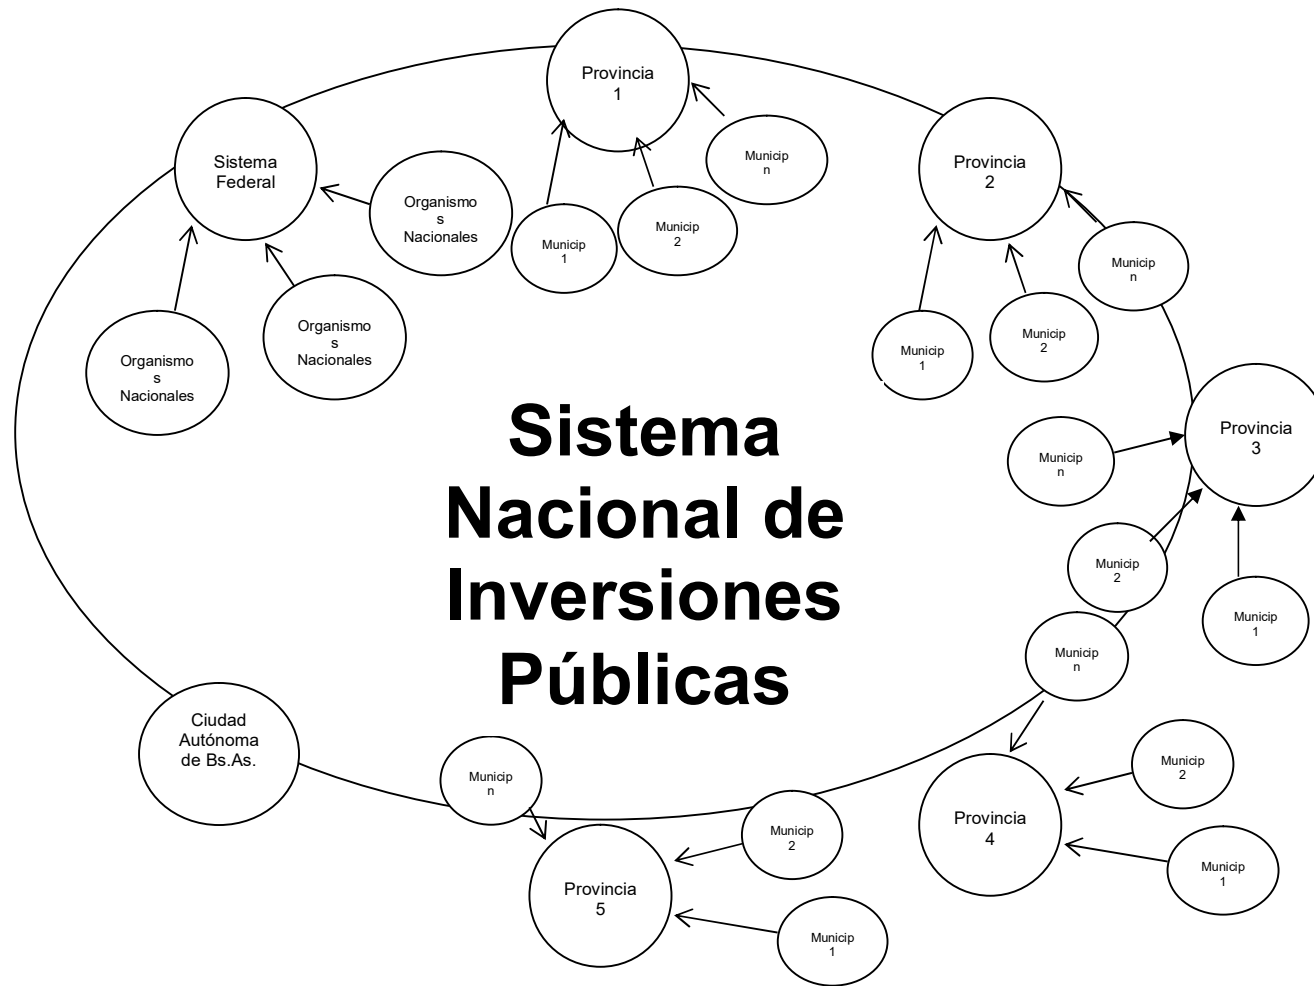 Provincia
1
Sistema
Federal
Municip
n
Provincia
2
Organismo
s
Nacionales
Municip
1
Municip
2
Municip
n
Organismo
s
Nacionales
Organismo
s
Nacionales
Municip
1
Municip
2
Sistema
Nacional de
Inversiones
Públicas
Provincia
3
Municip
n
Municip
2
Municip
1
Municip
n
Ciudad
Autónoma
de Bs.As.
Municip
n
Municip
2
Provincia
4
Municip
2
Municip
1
Provincia
5
Municip
1